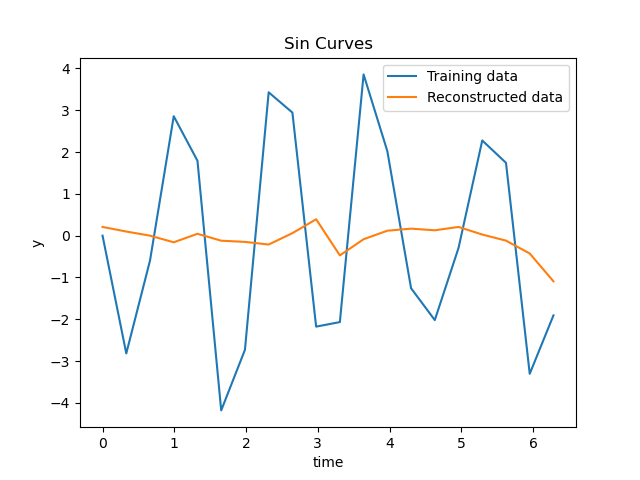 Sin Curves
Training data
Reconstructed data
4
3
2
1
0
−1
−2
−3
−4
y
0 1 2 3 4 5 6
time